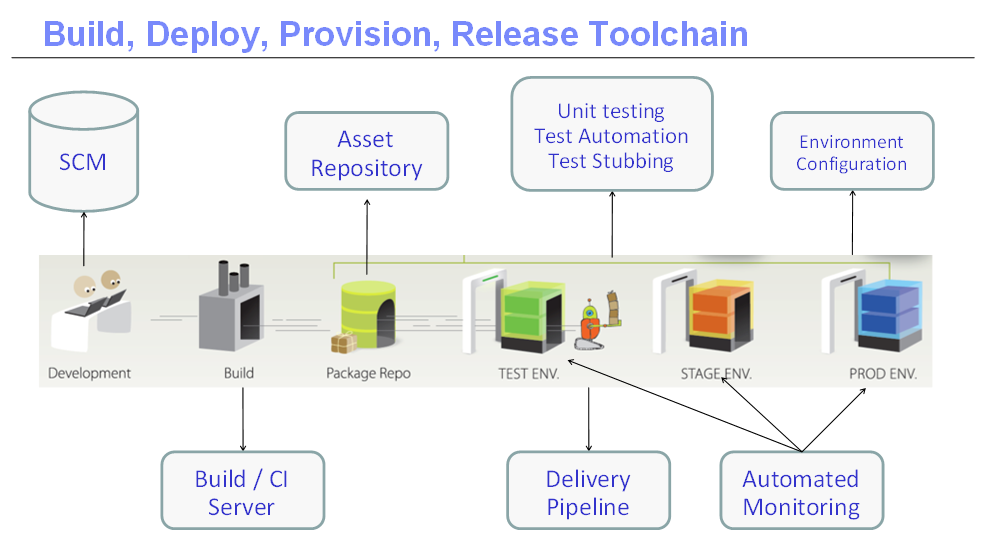 Build, Deploy, Provision, Release Toolchain
SCM
Asset
Repository
Unit testing
Test Automation
Test Stubbing
Environment
Configuration
Development
Build
Package Repo
TEST ENV.
STAGE ENV.
PROD ENV.
Build / CI
Server
Delivery
Pipeline
Automated
Monitoring